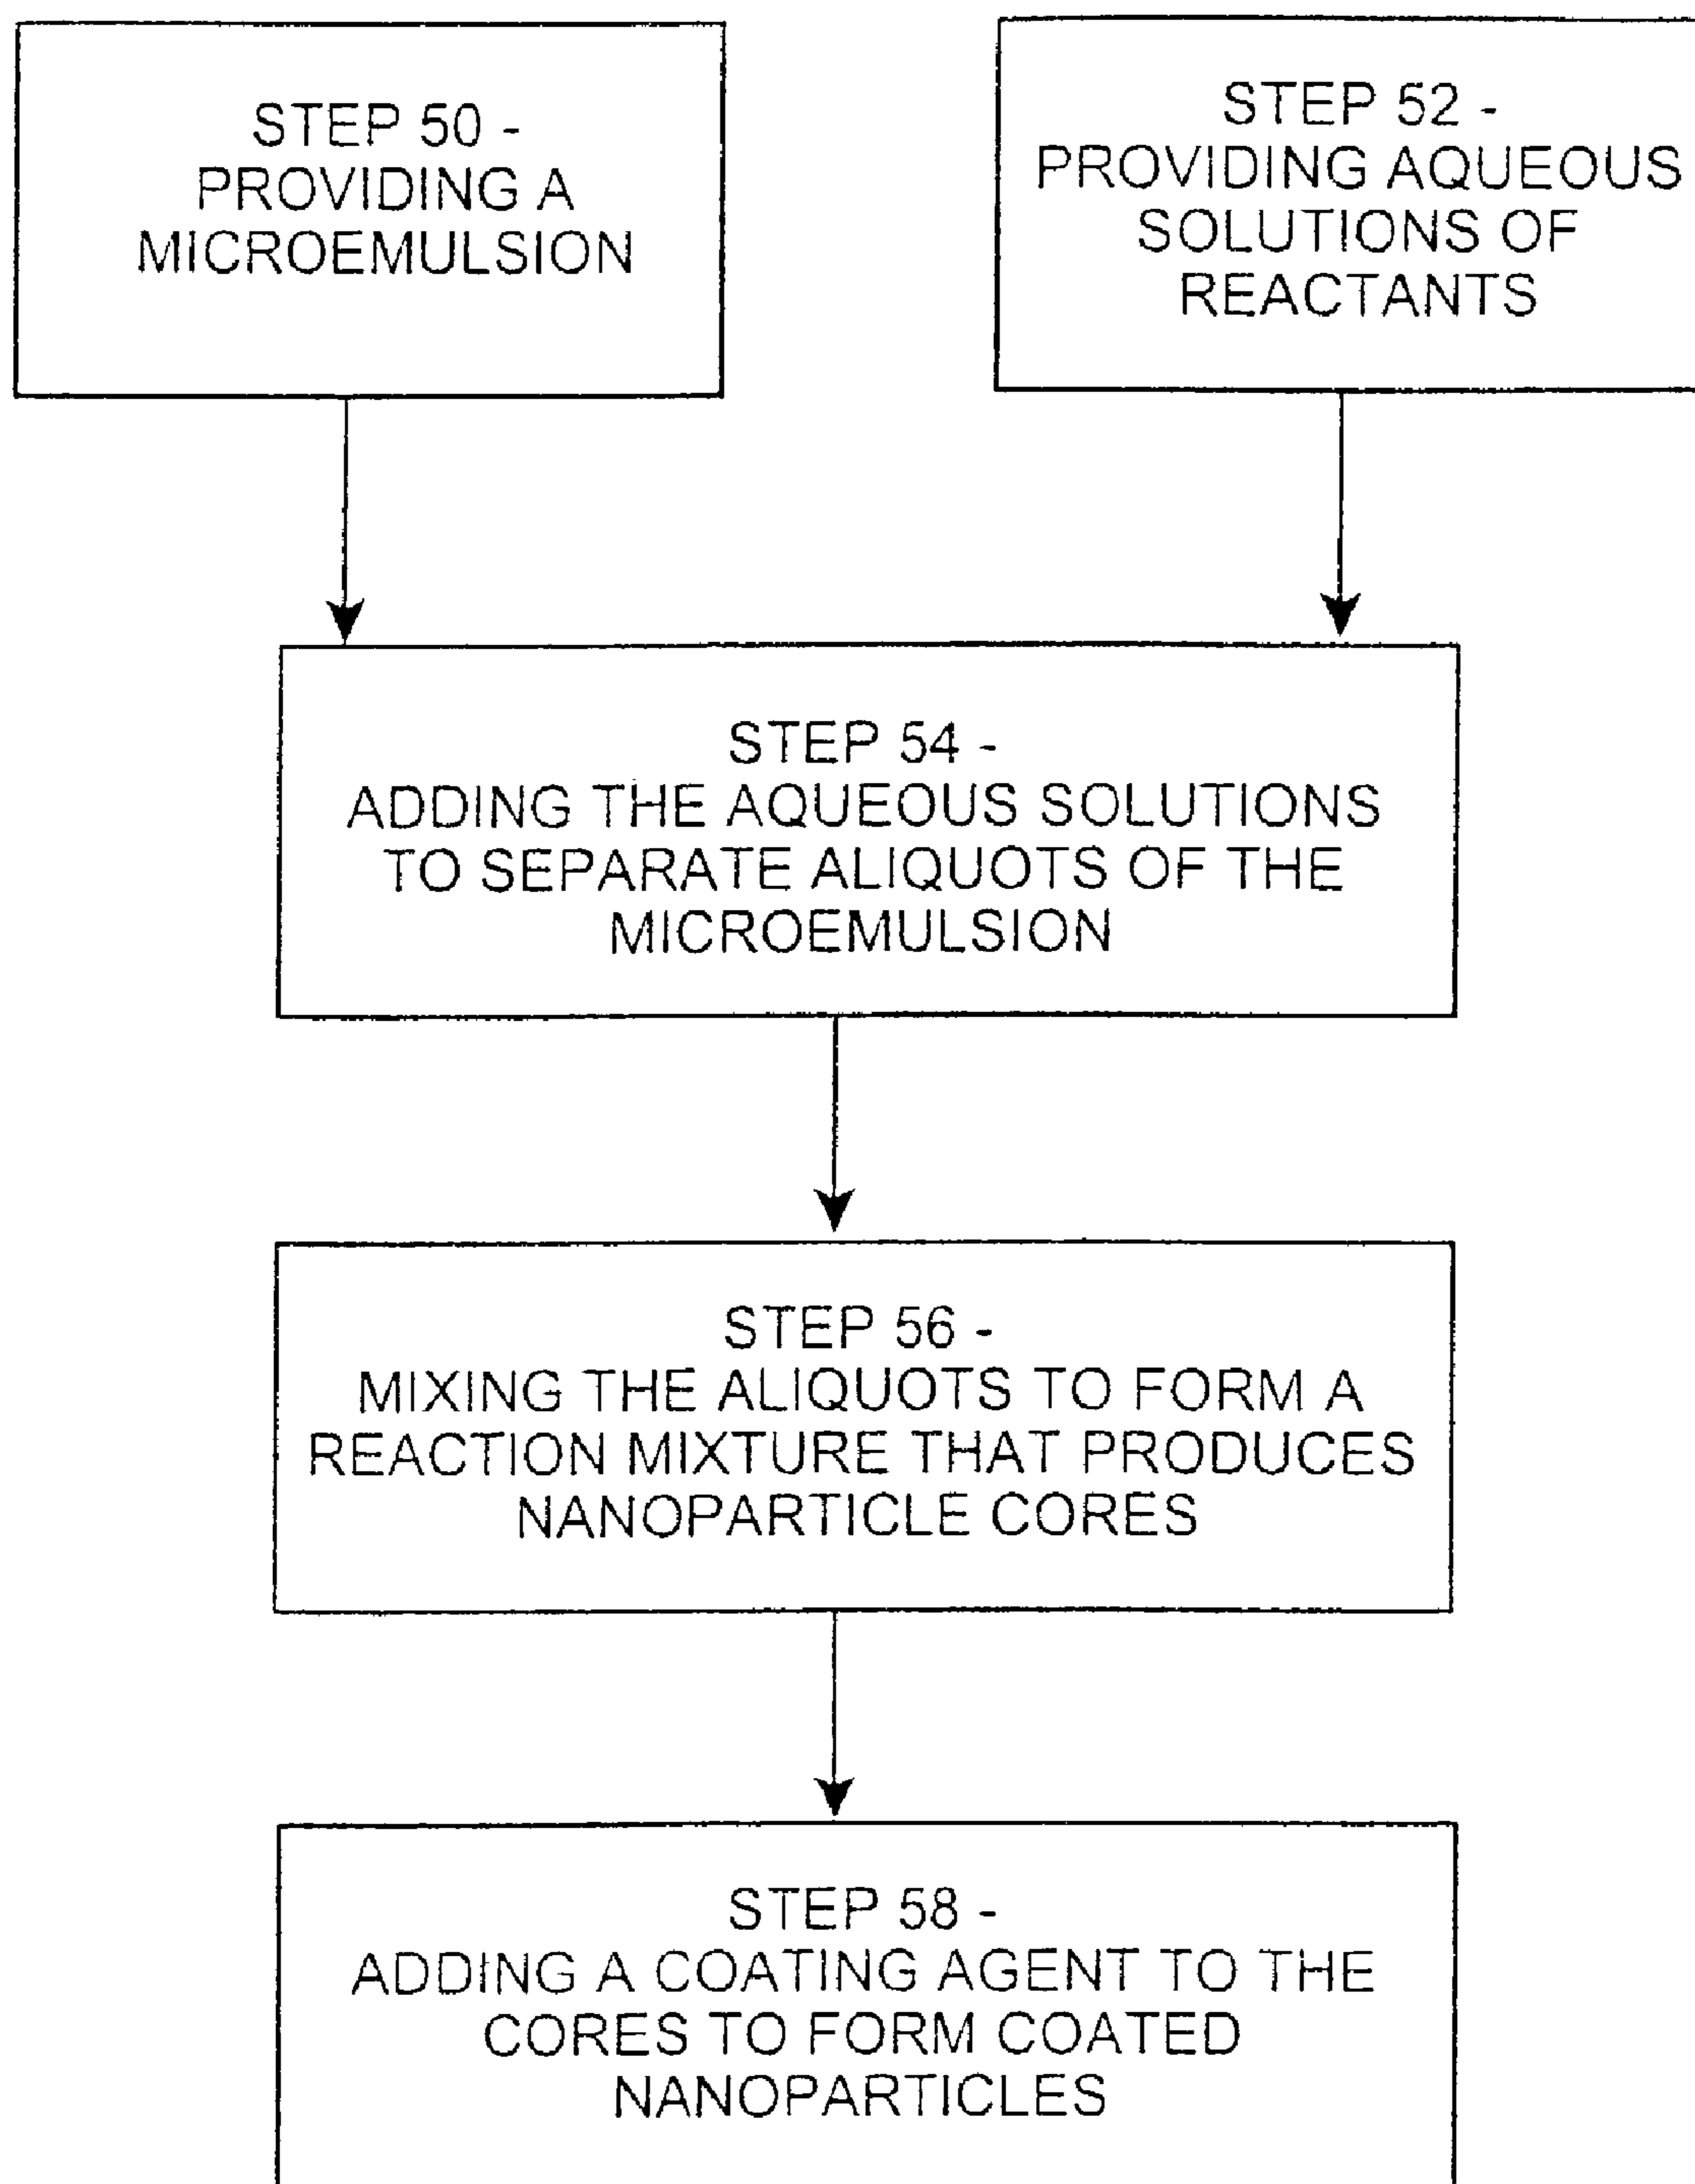 STEP 50 -
PROVIDING A
MICROEMULSION
STEP 52 -
PROVIDING AQUEOUS
SOLUTIONS OF
REACTANTS
STEP 54 -
ADDING THE AQUEOUS SOLUTIONS
TO SEPARATE ALIQUOTS OF THE
MICROEMULSION
STEP 56 -
MIXING THE ALIQUOTS TO FORM A
REACTION MIXTURE THAT PRODUCES
NANOPARTICLE CORES
STEP 58 -
ADDING A COATING AGENT TO THE
CORES TO FORM COATED
NANOPARTICLES